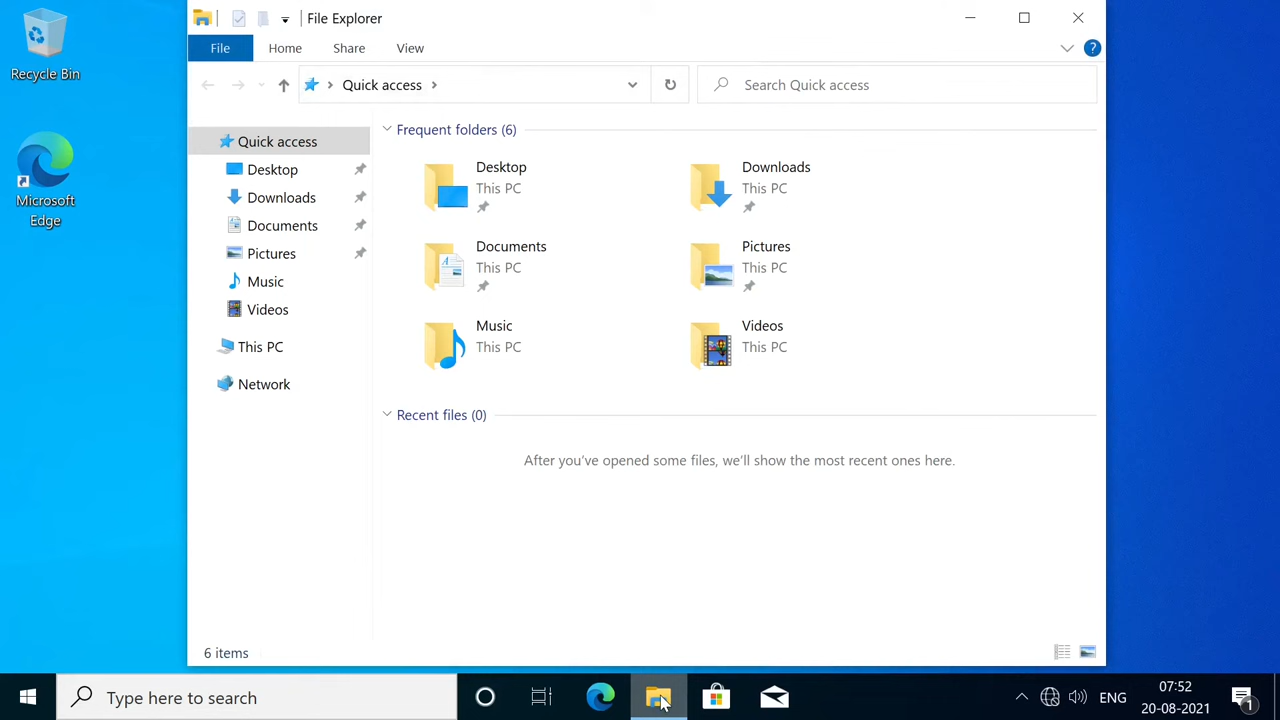 Recycle Bin
Microsoft
Edge
File Explorer
File Home Share View
?
Quick access
Search Quick access
Quick access
Desktop
Downloads
Documents
Pictures
Music
Videos
This PC
Network
Frequent folders (6)
Desktop
This PC
Downloads
This PC
Documents
This PC
Pictures
This PC
Music
This PC
Videos
This PC
Recent files (0)
After you've opened some files, we'll show the most recent ones here.
6 items
Type here to search
ENG
07:52
20-08-2021
1